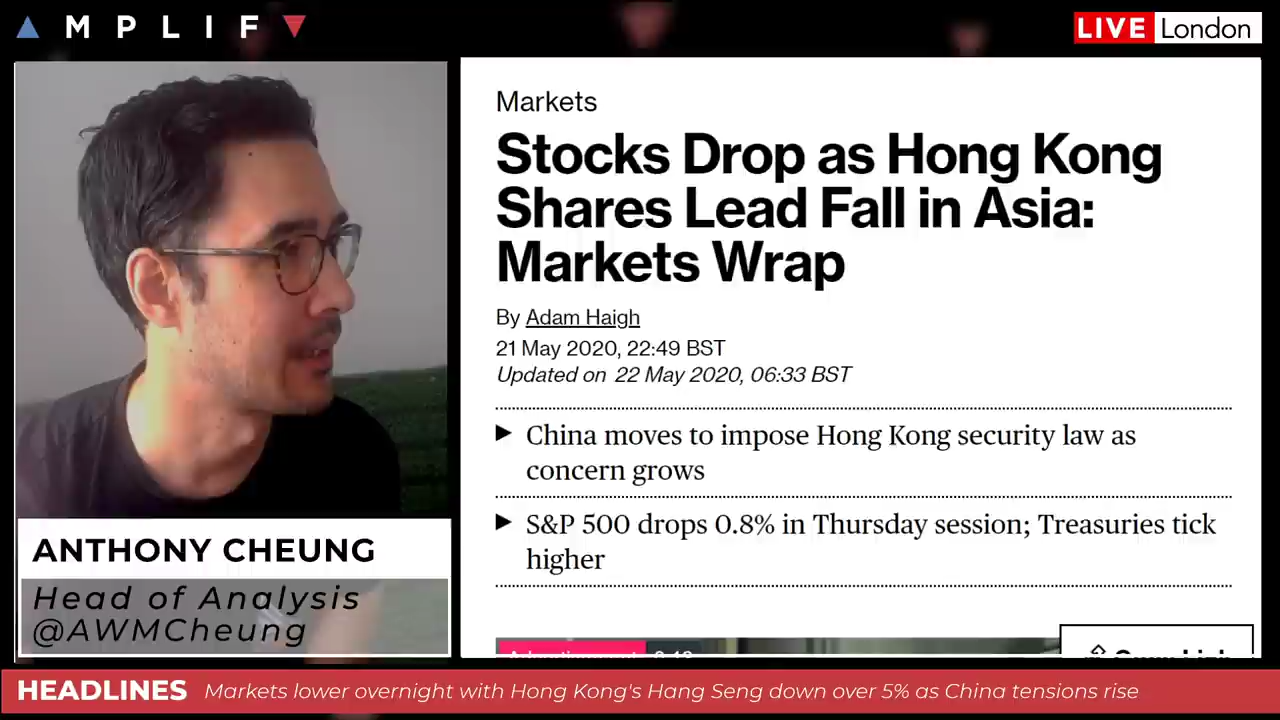 AMPLIFY
LIVE London
Markets
Stocks Drop as Hong Kong
Shares Lead Fall in Asia:
Markets Wrap
By Adam Haigh
21 May 2020, 22:49 BST
Updated on 22 May 2020, 06:33 BST
China moves to impose Hong Kong security law as
concern grows
S&P 500 drops 0.8% in Thursday session; Treasuries tick
higher
ANTHONY CHEUNG
Head of Analysis
@AWMCheung
HEADLINES Markets lower overnight with Hong Kong's Hang Seng down over 5% as China tensions rise